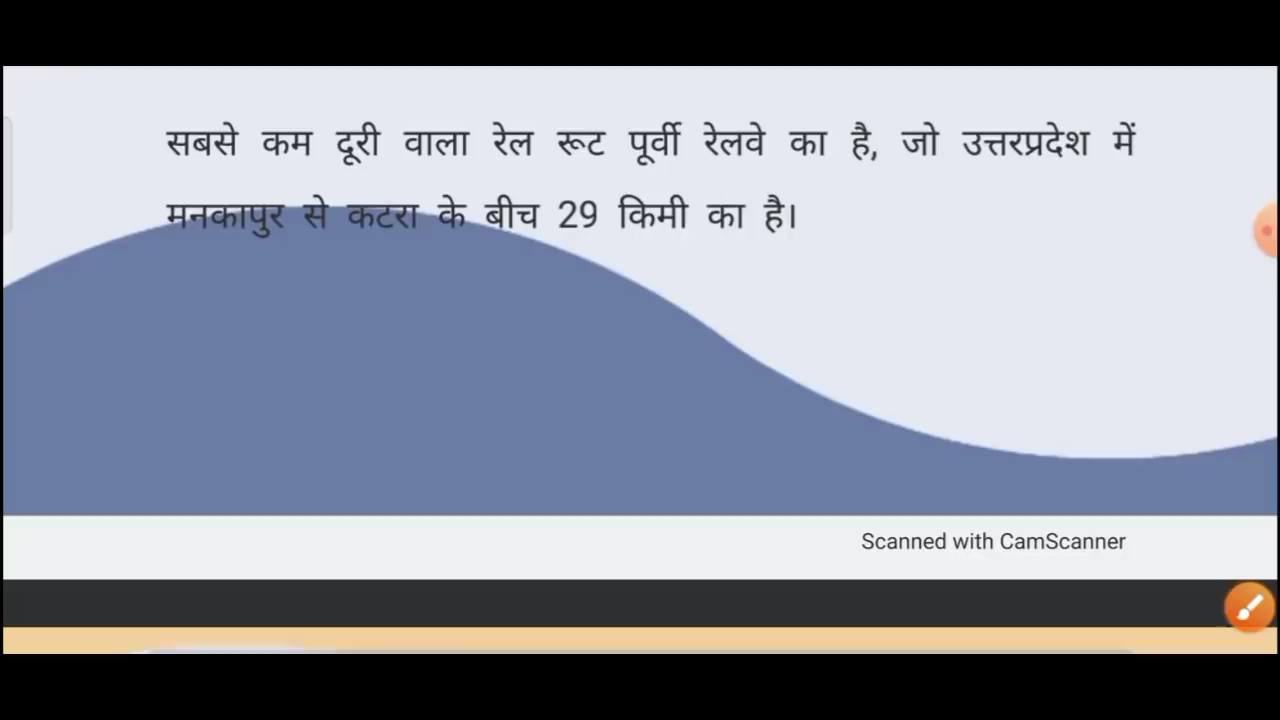 सबसे कम दूरी वाला रेल रूट पूर्वी रेलवे का है, जो उत्तरप्रदेश में
मनकापुर से कटरा के बीच 29 किमी का है।
Scanned with CamScanner